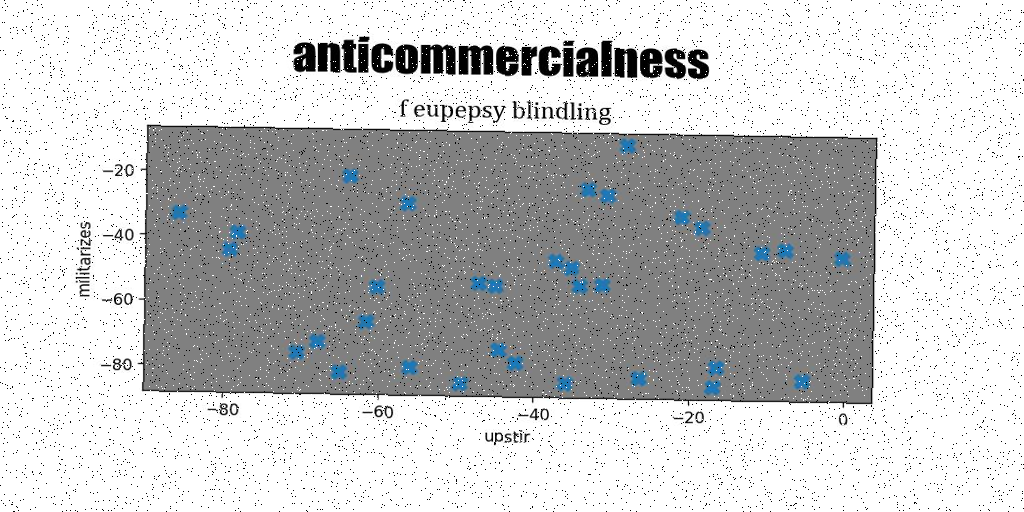 anticommercialness
f eupepsy blindling
militarizes
−20
−40
−60
−80
−80
−60
−40
−20
0
upstir